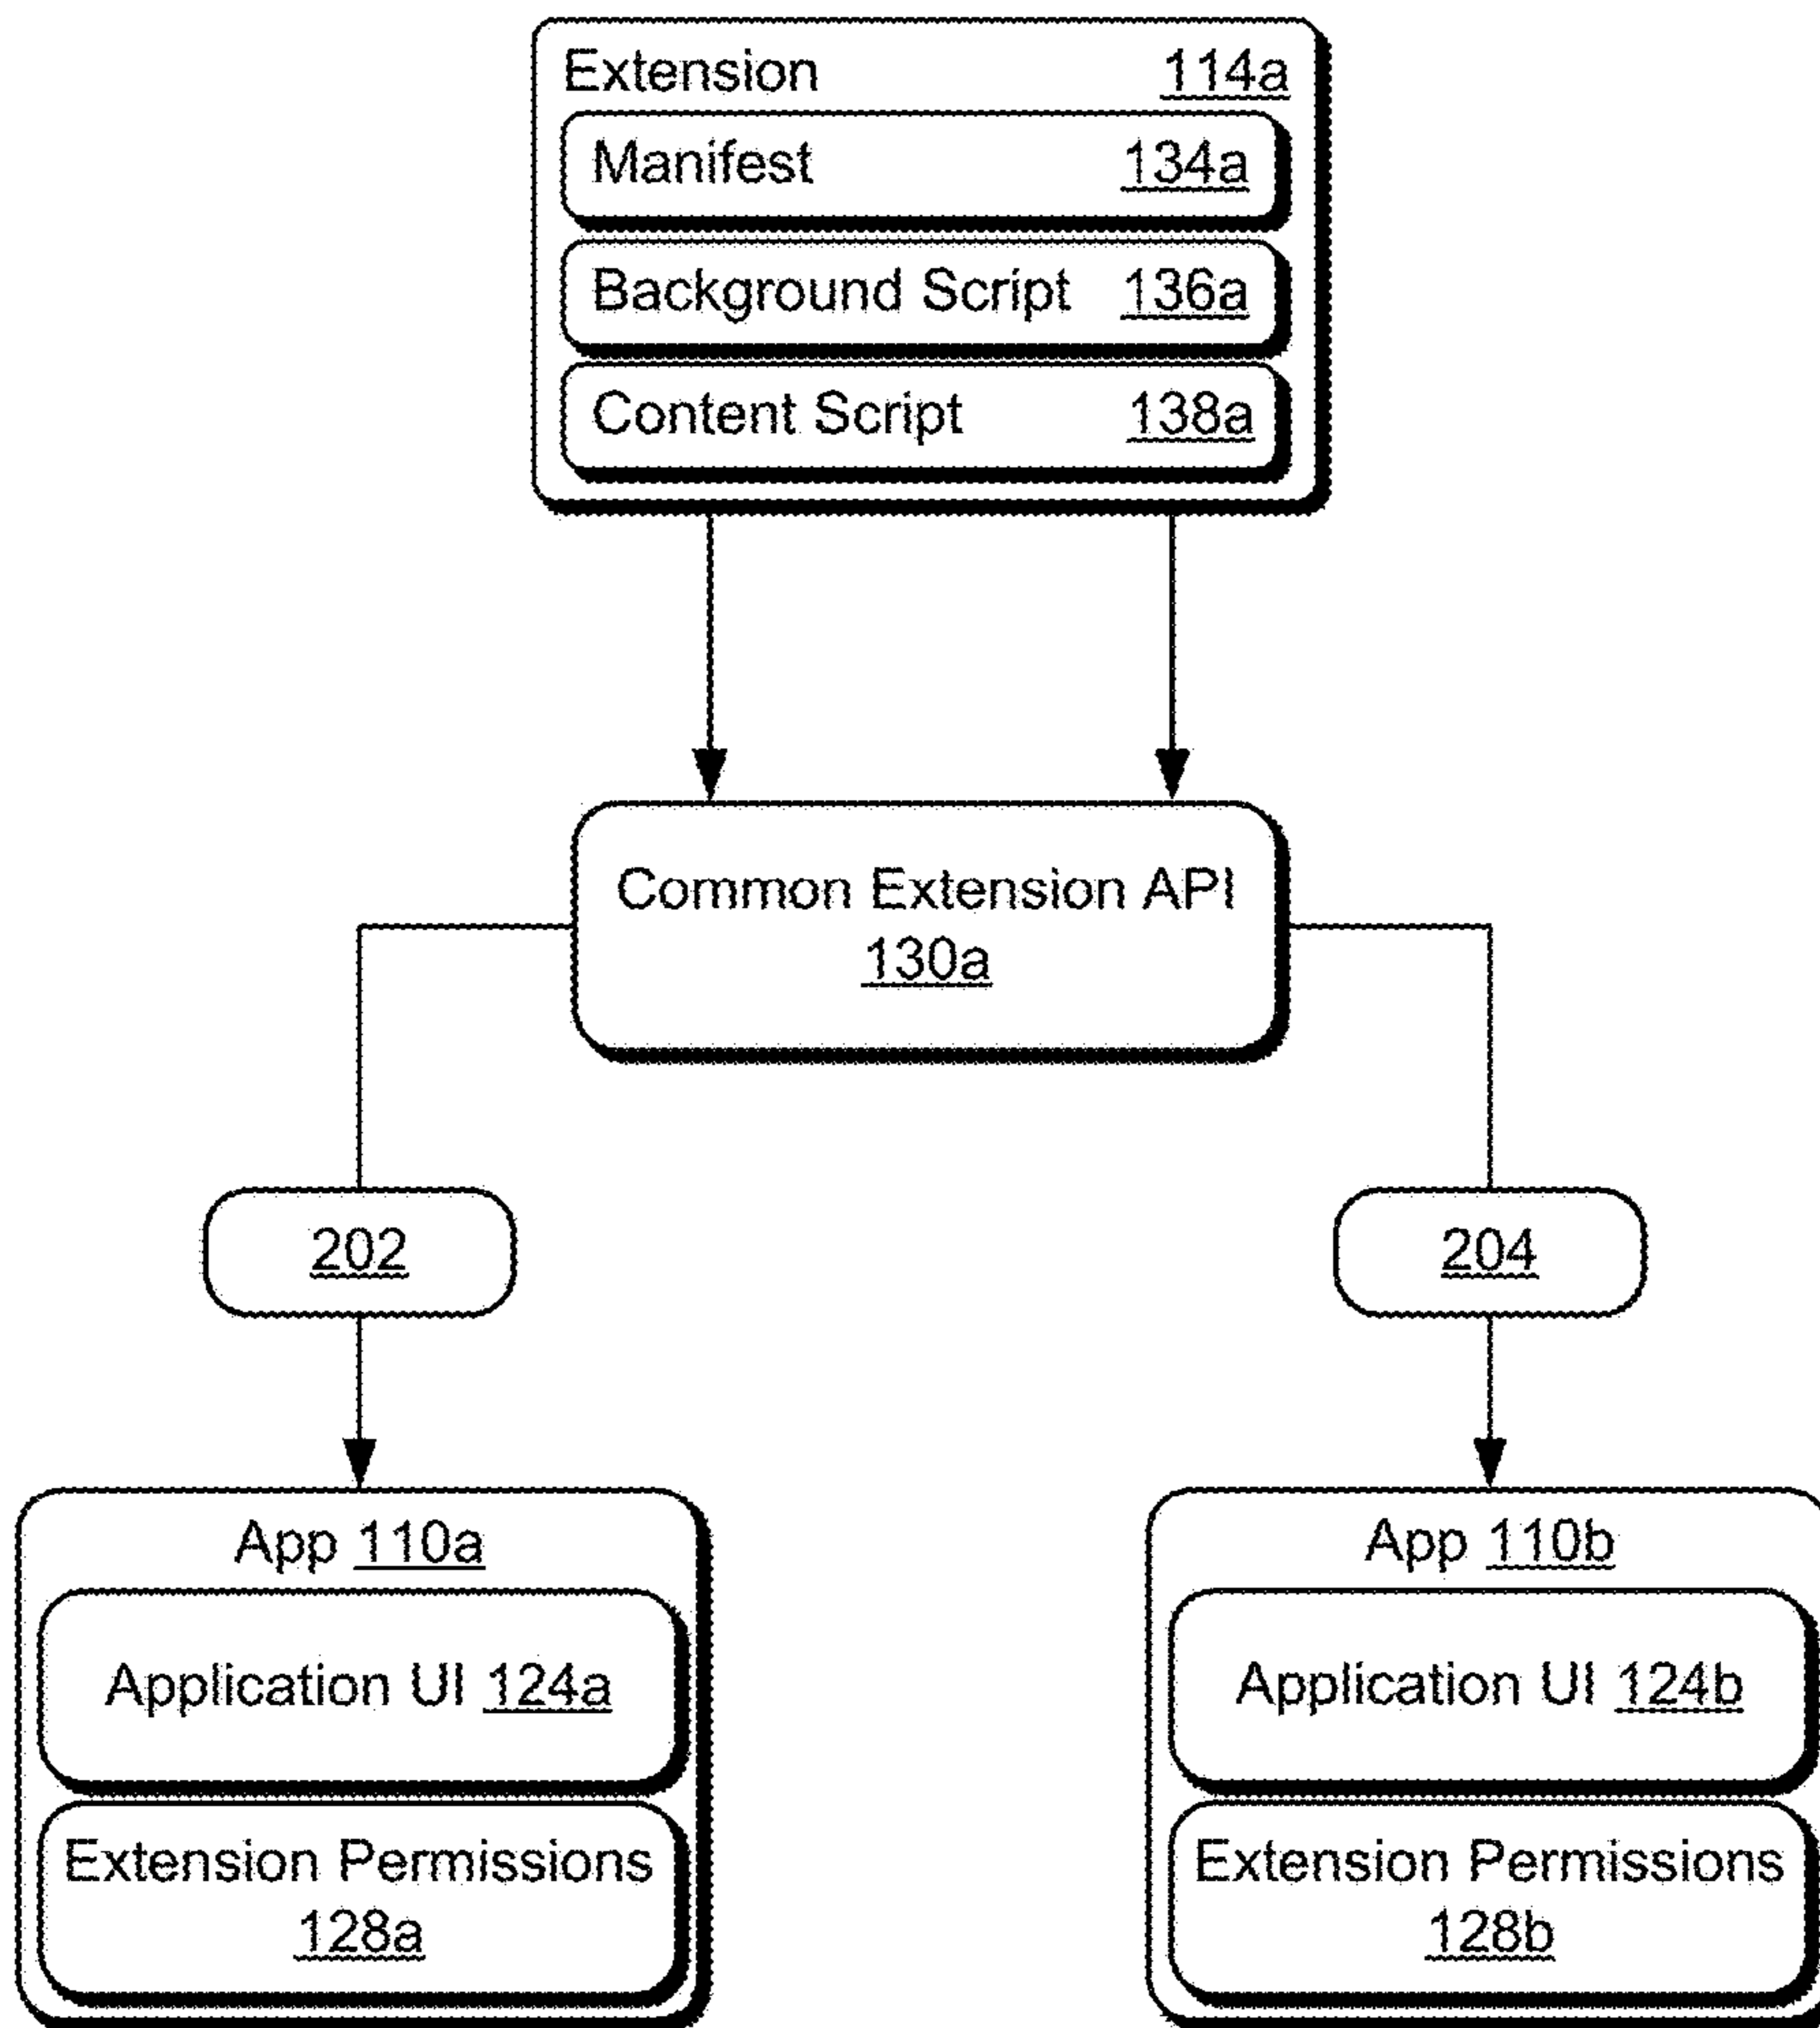 Extension 114a
Manifest 134a
Background Script 136a
Content Script 138a
Common Extension API
130a
202
204
App 110a
Application UI 124a
Extension Permissions
128a
App 110b
Application UI 124b
Extension Permissions
128b